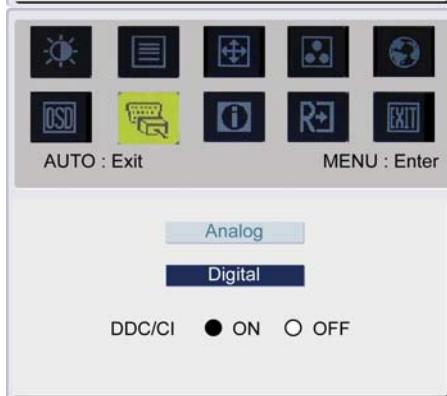 OSD
i
R
EXIT
AUTO : Exit MENU : Enter
Analog
Digital
DDC/CI ON OFF